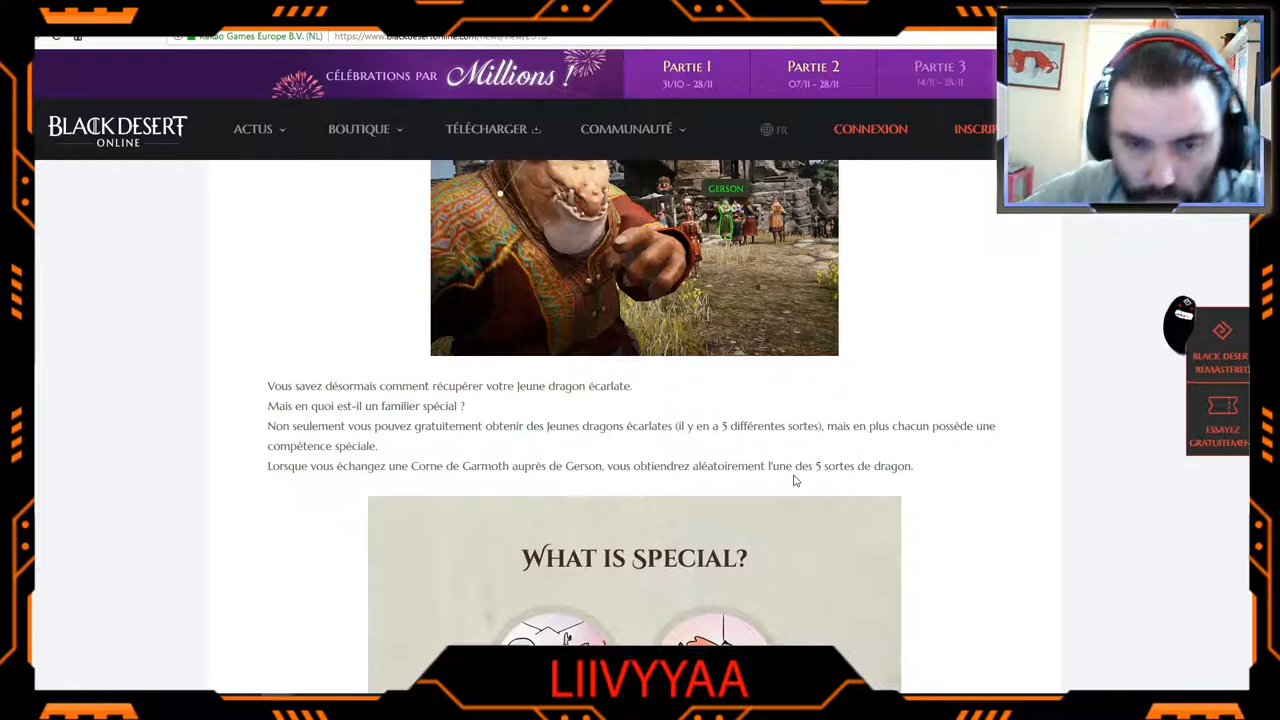 Kakao Games Europe B.V. (NL)
CÉLÉBRATIONS PAR Millions !
PARTIE 1
31/10 - 28/11
PARTIE 2
07/11 - 28/11
PARTIE 3
14/11 - 28/11
BLACK DESERT
ONLINE
ACTUS
BOUTIQUE
TÉLÉCHARGER
COMMUNAUTÉ
FR
CONNEXION
GERSON
BLACK DESERT
REMASTERED
ESSAYEZ
GRATUITEMENT
Vous savez désormais comment récupérer votre Jeune dragon écarlate.
Mais en quoi est-il un familier spécial ?
Non seulement vous pouvez gratuitement obtenir des Jeunes dragons écarlates (il y en a 5 différentes sortes), mais en plus chacun possède une
compétence spéciale.
Lorsque vous échangez une Corne de Garmoth auprès de Gerson, vous obtiendrez aléatoirement l'une des 5 sortes de dragon.
WHAT IS SPECIAL?
LIIVYYAA